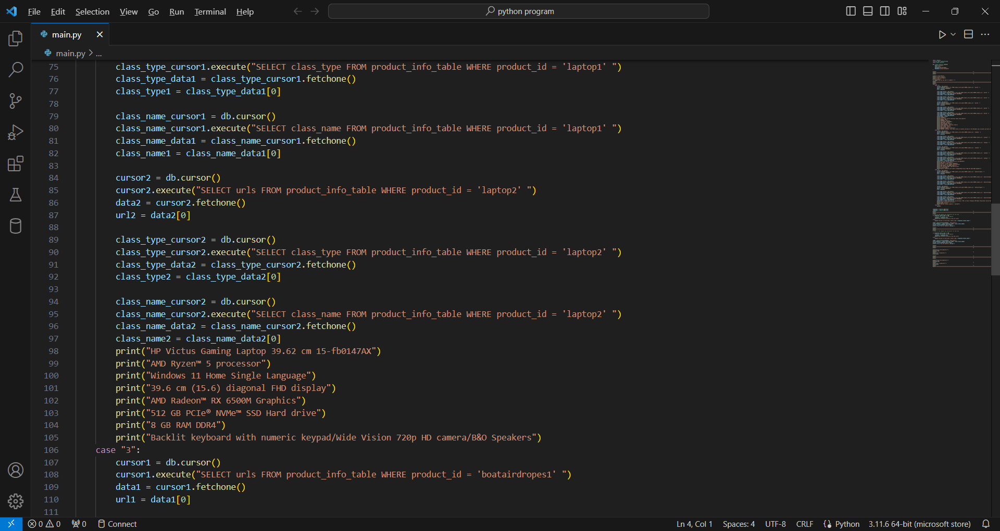 File Edit Selection View Go Run Terminal Help python program
main.py
main.py > ...
75 class_type_cursor1.execute("SELECT class_type FROM product_info_table WHERE product_id = 'laptop1' ")
76 class_type_data1 = class_type_cursor1.fetchone()
77 class_type1 = class_type_data1[0]
78
79 class_name_cursor1 = db.cursor()
80 class_name_cursor1.execute("SELECT class_name FROM product_info_table WHERE product_id = 'laptop1' ")
81 class_name_data1 = class_name_cursor1.fetchone()
82 class_name1 = class_name_data1[0]
83
84 cursor2 = db.cursor()
85 cursor2.execute("SELECT urls FROM product_info_table WHERE product_id = 'laptop2' ")
86 data2 = cursor2.fetchone()
87 url2 = data2[0]
88
89 class_type_cursor2 = db.cursor()
90 class_type_cursor2.execute("SELECT class_type FROM product_info_table WHERE product_id = 'laptop2' ")
91 class_type_data2 = class_type_cursor2.fetchone()
92 class_type2 = class_type_data2[0]
93
94 class_name_cursor2 = db.cursor()
95 class_name_cursor2.execute("SELECT class_name FROM product_info_table WHERE product_id = 'laptop2' ")
96 class_name_data2 = class_name_cursor2.fetchone()
97 class_name2 = class_name_data2[0]
98 print("HP Victus Gaming Laptop 39.62 cm 15-fb0147AX")
99 print("AMD Ryzen™ 5 processor")
100 print("Windows 11 Home Single Language")
101 print("39.6 cm (15.6) diagonal FHD display")
102 print("AMD Radeon™ RX 6500M Graphics")
103 print("512 GB PCIe® NVMe™ SSD Hard drive")
104 print("8 GB RAM DDR4")
105 print("Backlit keyboard with numeric keypad/Wide Vision 720p HD camera/B&O Speakers")
106 case "3":
107 cursor1 = db.cursor()
108 cursor1.execute("SELECT urls FROM product_info_table WHERE product_id = 'boatairdropes1' ")
109 data1 = cursor1.fetchone()
110 url1 = data1[0]
111
0 0 0 Connect Ln 4, Col 1 Spaces: 4 UTF-8 CRLF Python 3.11.6 64-bit (microsoft store)